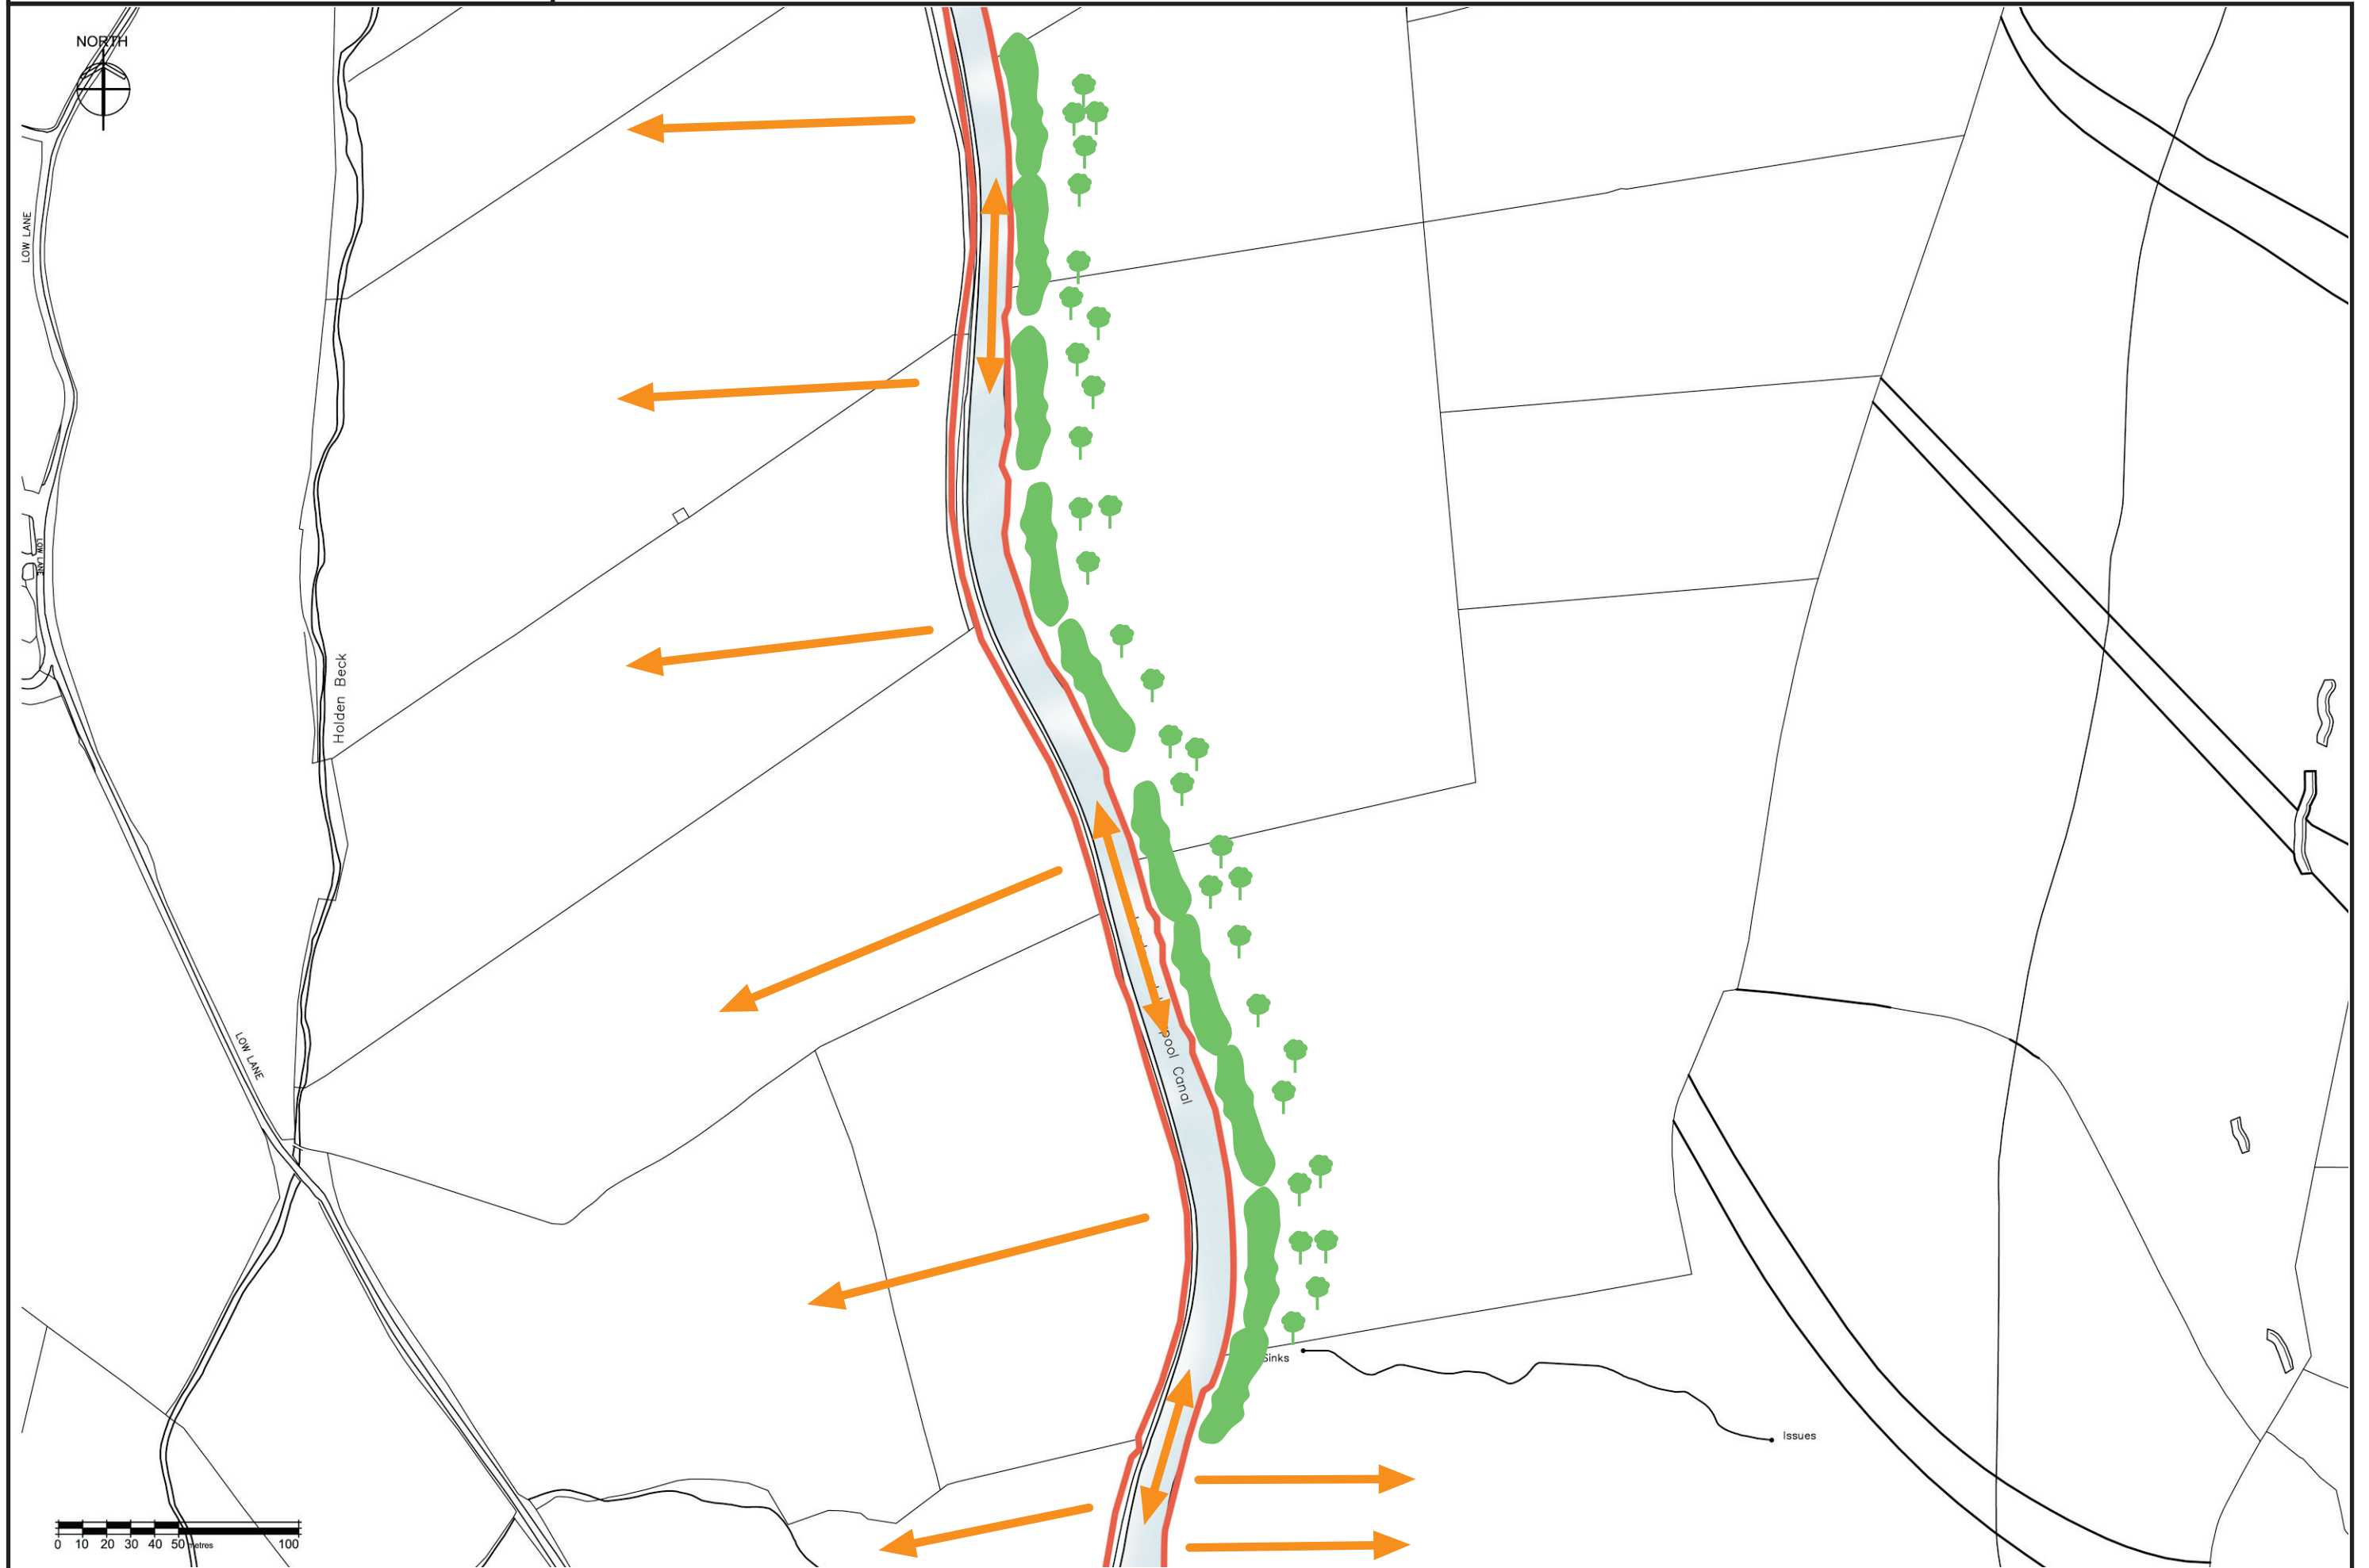 NORTH
LOW LANE
LOW LANE
Holden Beck
LOW LANE
pool Canal
Sinks
Issues
0 10 20 30 40 50 metres 100